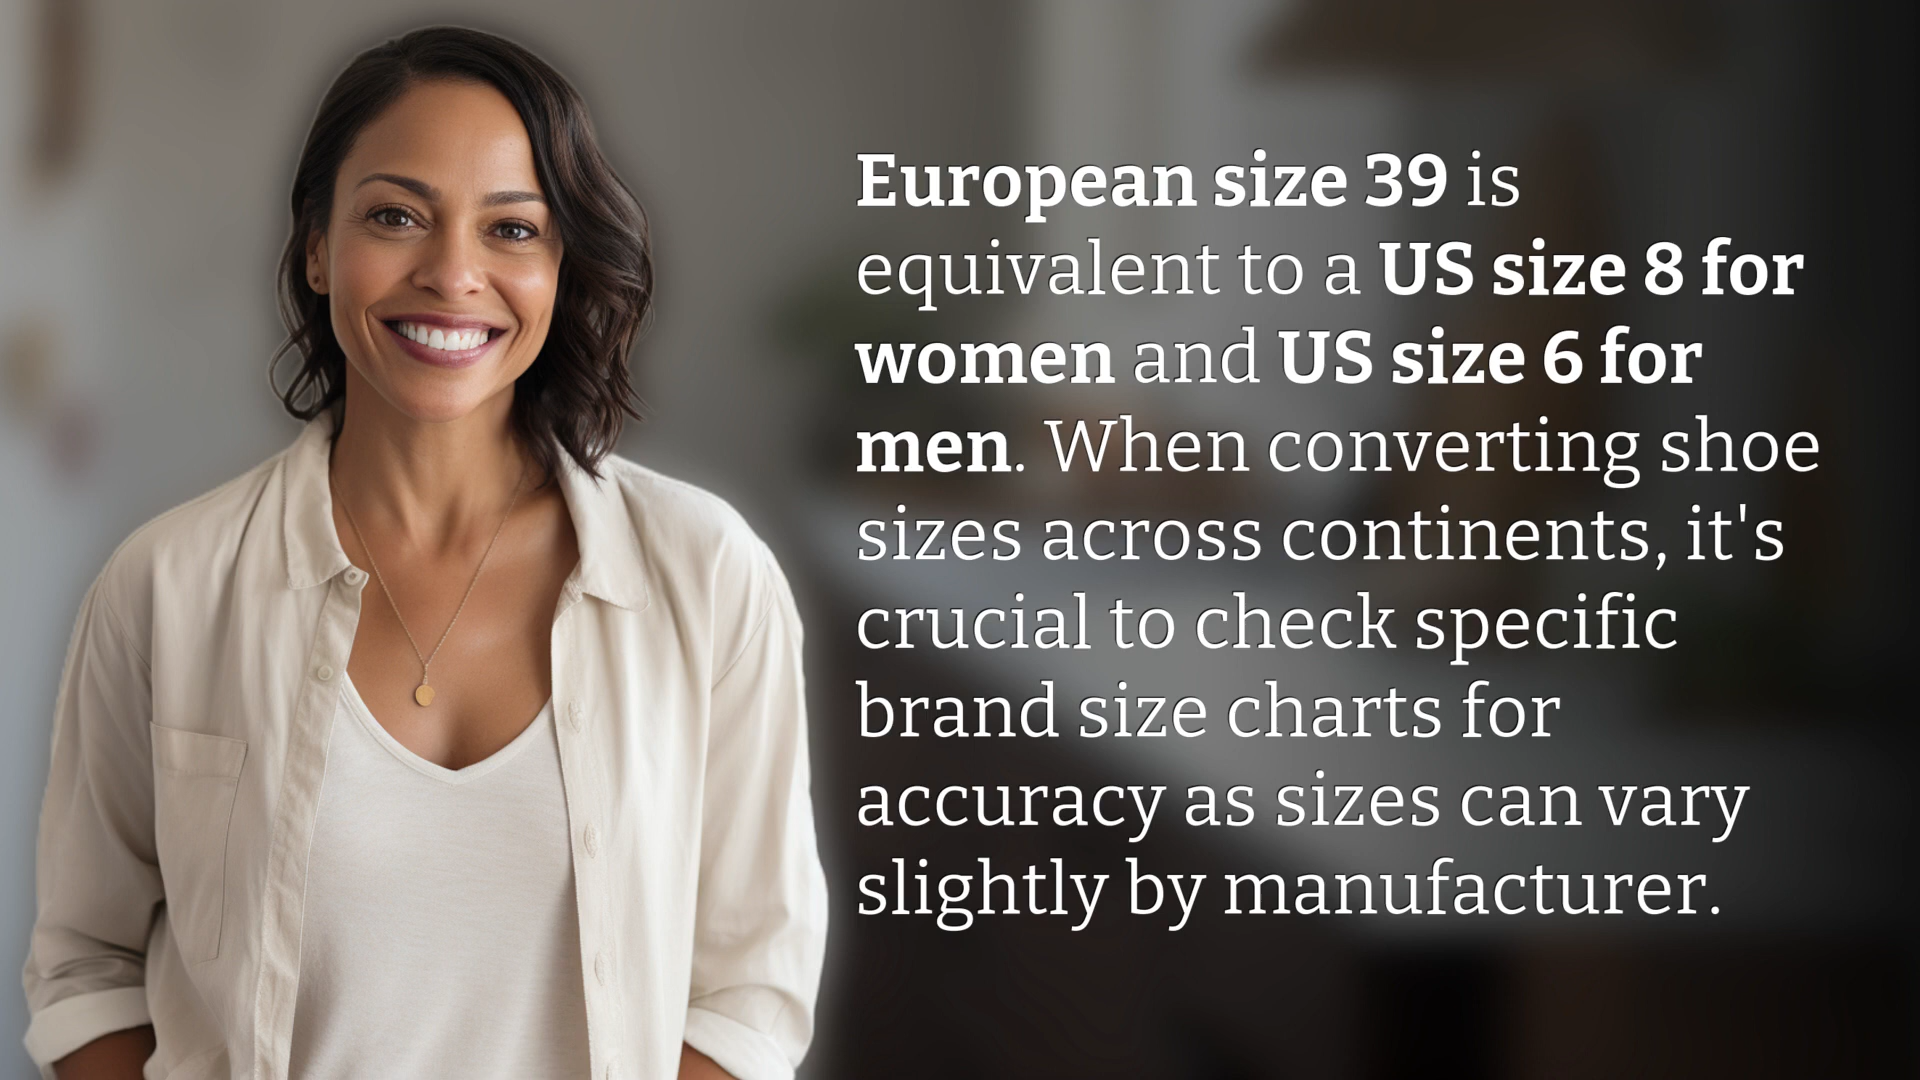 European size 39 is
equivalent to a US size 8 for
women and US size 6 for
men. When converting shoe
sizes across continents, it's
crucial to check specific
brand size charts for
accuracy as sizes can vary
slightly by manufacturer.